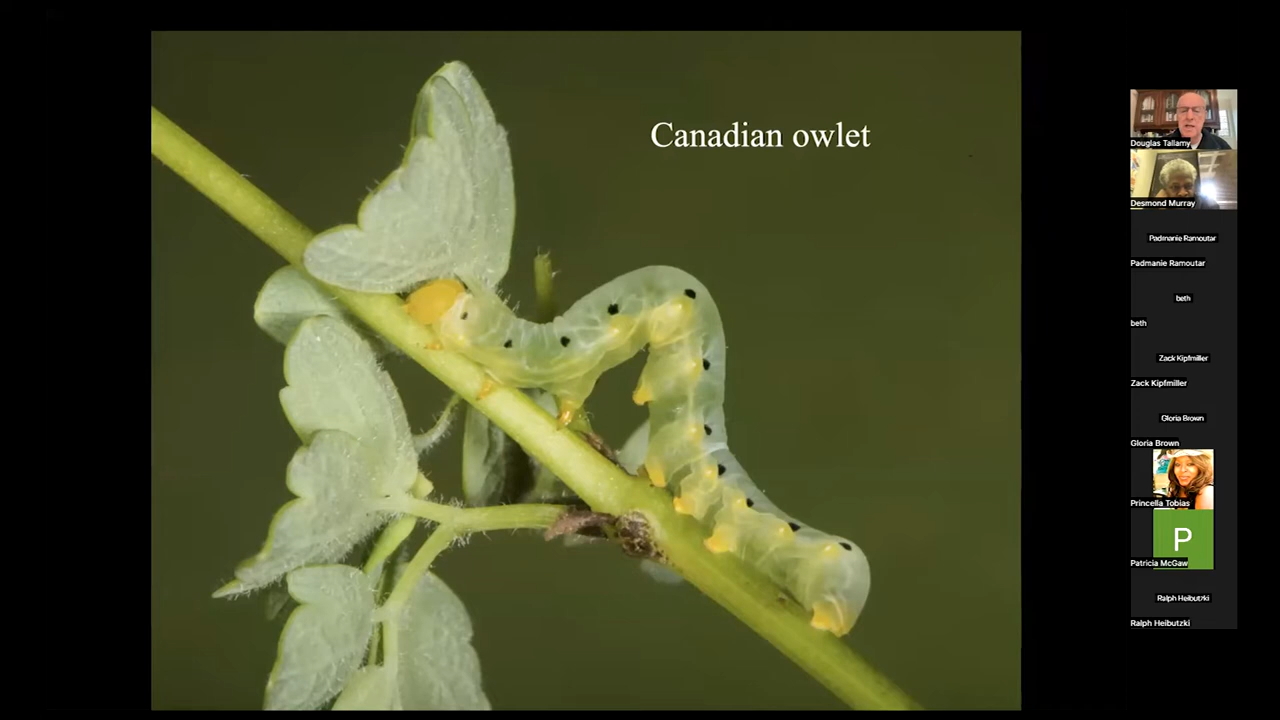 Canadian owlet
Douglas Tallamy
Desmond Murray
Padmanie Ramoutar
Padmanie Ramoutar
beth
beth
Zack Kipfmiller
Zack Kipfmiller
Gloria Brown
Gloria Brown
Princella Tobias
P
Patricia McGaw
Ralph Heibutzki
Ralph Heibutzki